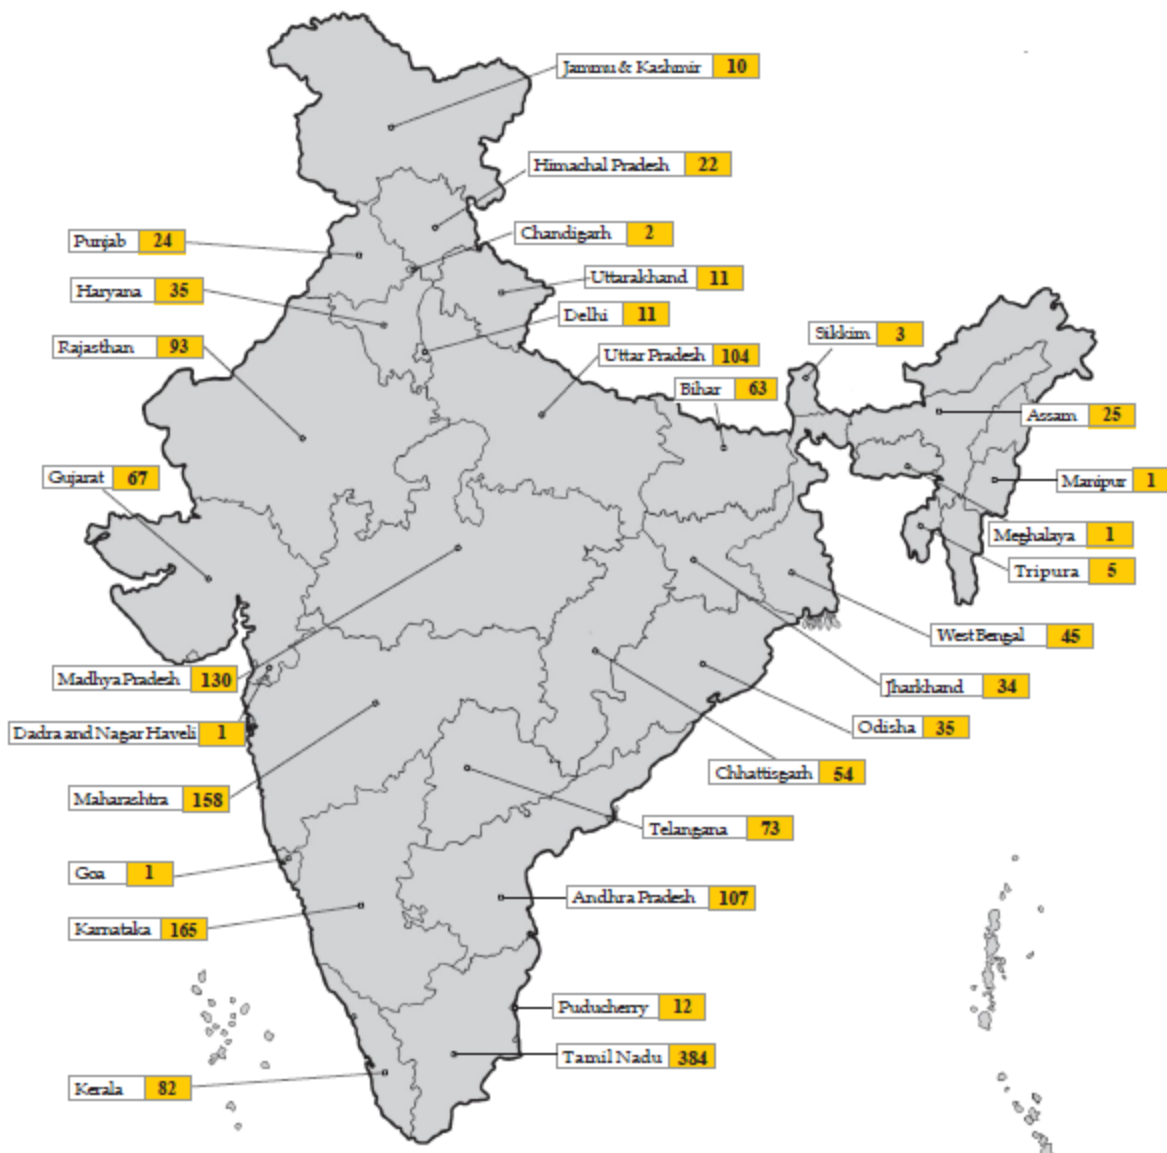 Jammu & Kashmir 10
Himachal Pradesh 22
Chandigarh 2
Punjab 24
Uttarakhand 11
Haryana 35
Delhi 11
Sikkim 3
Rajasthan 93
Uttar Pradesh 104
Bihar 63
Assam 25
Gujarat 67
Manipur 1
Meghalaya 1
Tripura 5
West Bengal 45
Madhya Pradesh 130
Jharkhand 34
Odisha 35
Dadra and Nagar Haveli 1
Chhattisgarh 54
Maharashtra 158
Telangana 73
Goa 1
Andhra Pradesh 107
Karnataka 165
Puducherry 12
Tamil Nadu 384
Kerala 82